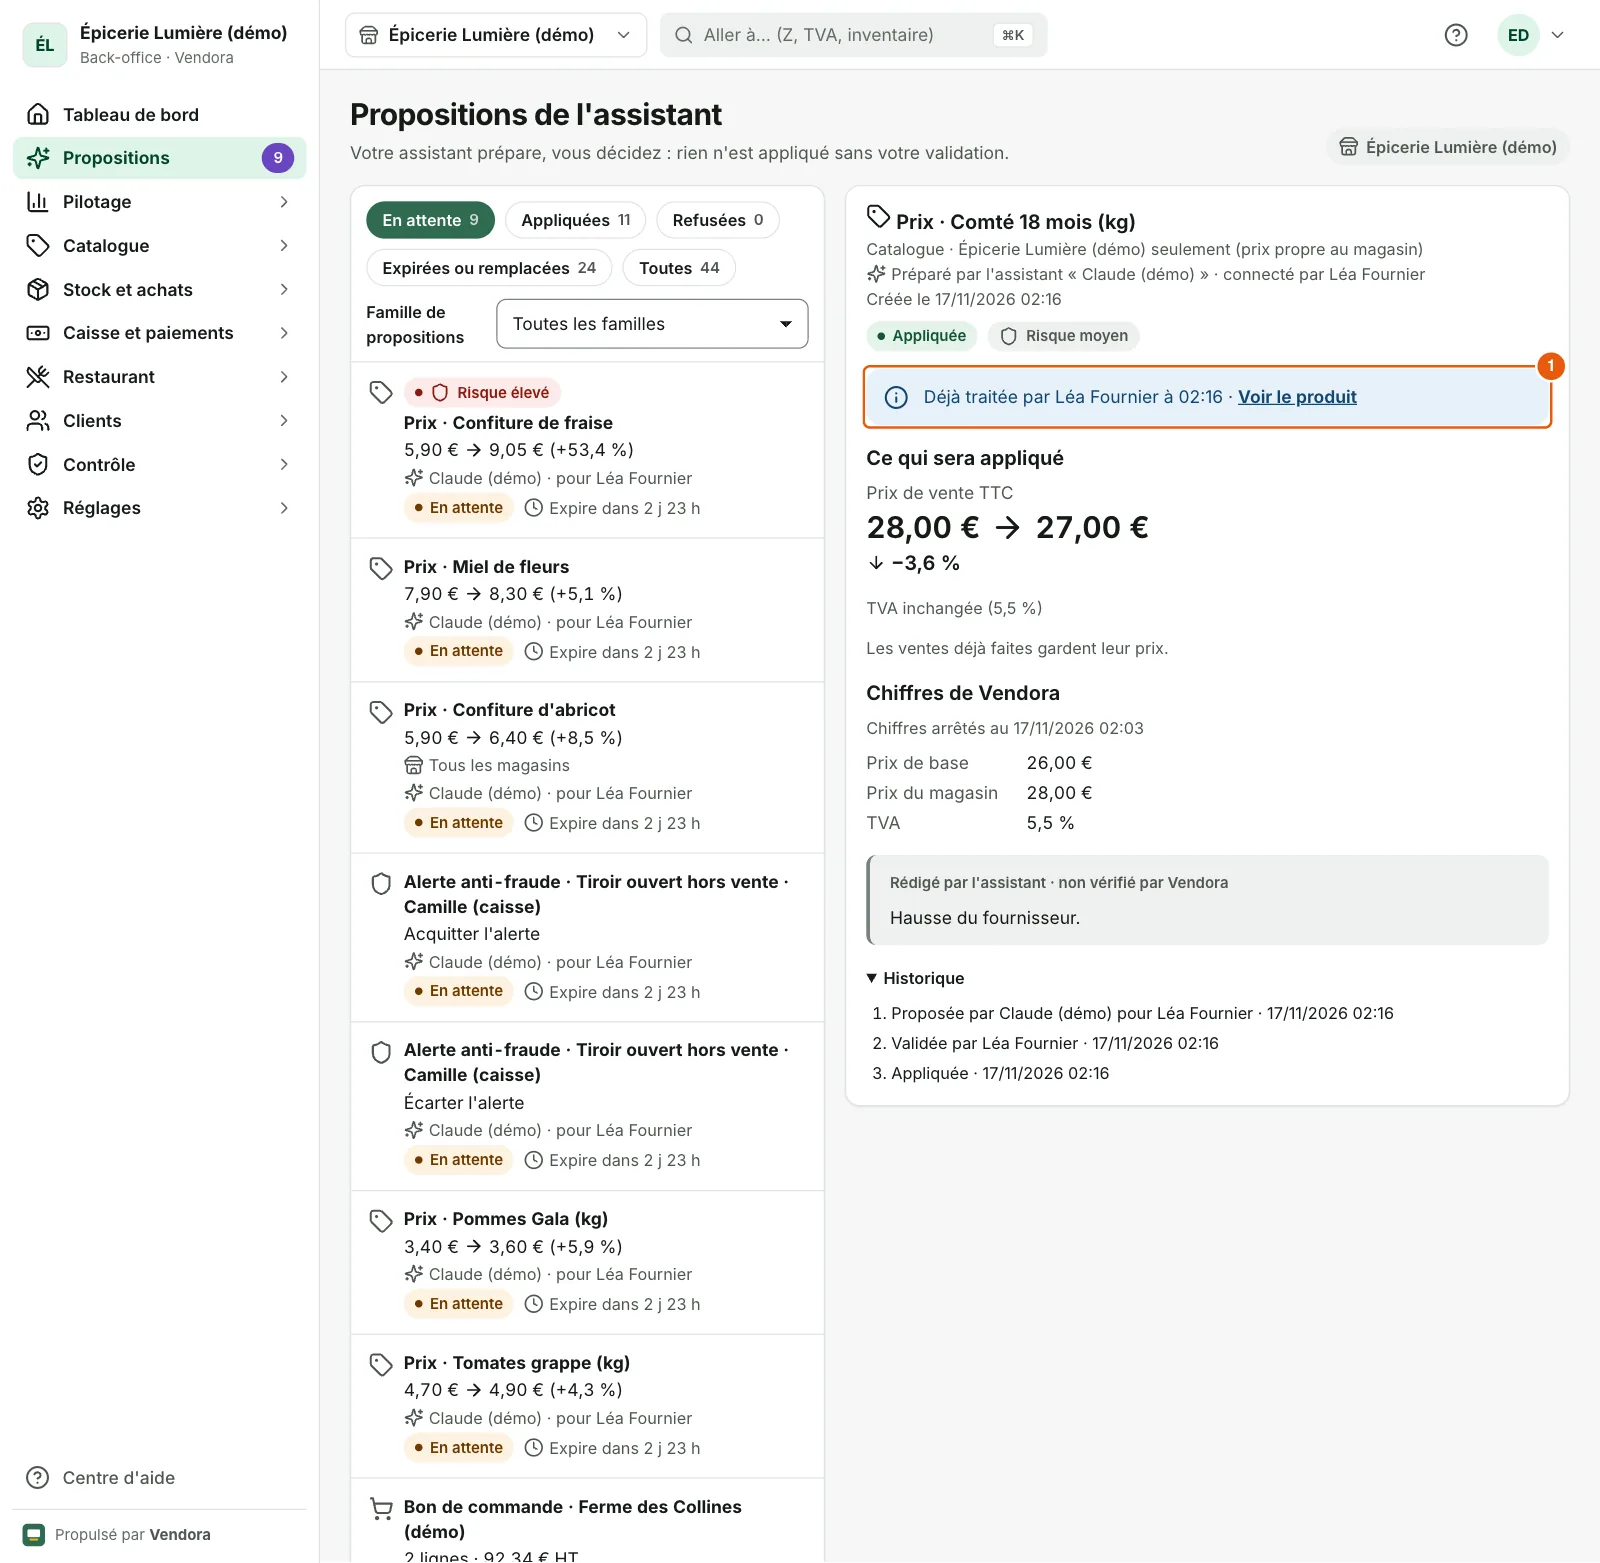 ÉL
Épicerie Lumière (démo)
Back-office · Vendora
Tableau de bord
Propositions 9
Pilotage
Catalogue
Stock et achats
Caisse et paiements
Restaurant
Clients
Contrôle
Réglages
Centre d'aide
Propulsé par Vendora
Épicerie Lumière (démo)
Aller à... (Z, TVA, inventaire) ⌘K
ED
Propositions de l'assistant
Votre assistant prépare, vous décidez : rien n'est appliqué sans votre validation.
Épicerie Lumière (démo)
En attente 9
Appliquées 11
Refusées 0
Expirées ou remplacées 24
Toutes 44
Famille de
propositions
Toutes les familles
Risque élevé
Prix · Confiture de fraise
5,90 € → 9,05 € (+53,4 %)
Claude (démo) · pour Léa Fournier
En attente Expire dans 2 j 23 h
Prix · Miel de fleurs
7,90 € → 8,30 € (+5,1 %)
Claude (démo) · pour Léa Fournier
En attente Expire dans 2 j 23 h
Prix · Confiture d'abricot
5,90 € → 6,40 € (+8,5 %)
Tous les magasins
Claude (démo) · pour Léa Fournier
En attente Expire dans 2 j 23 h
Alerte anti-fraude · Tiroir ouvert hors vente ·
Camille (caisse)
Acquitter l'alerte
Claude (démo) · pour Léa Fournier
En attente Expire dans 2 j 23 h
Alerte anti-fraude · Tiroir ouvert hors vente ·
Camille (caisse)
Écarter l'alerte
Claude (démo) · pour Léa Fournier
En attente Expire dans 2 j 23 h
Prix · Pommes Gala (kg)
3,40 € → 3,60 € (+5,9 %)
Claude (démo) · pour Léa Fournier
En attente Expire dans 2 j 23 h
Prix · Tomates grappe (kg)
4,70 € → 4,90 € (+4,3 %)
Claude (démo) · pour Léa Fournier
En attente Expire dans 2 j 23 h
Bon de commande · Ferme des Collines
(démo)
2 lignes · 92,34 € HT
Prix · Comté 18 mois (kg)
Catalogue · Épicerie Lumière (démo) seulement (prix propre au magasin)
Préparé par l'assistant « Claude (démo) » · connecté par Léa Fournier
Créée le 17/11/2026 02:16
Appliquée Risque moyen
1
Déjà traitée par Léa Fournier à 02:16 · Voir le produit
Ce qui sera appliqué
Prix de vente TTC
28,00 € → 27,00 €
↓ −3,6 %
TVA inchangée (5,5 %)
Les ventes déjà faites gardent leur prix.
Chiffres de Vendora
Chiffres arrêtés au 17/11/2026 02:03
Prix de base 26,00 €
Prix du magasin 28,00 €
TVA 5,5 %
Rédigé par l'assistant · non vérifié par Vendora
Hausse du fournisseur.
▼ Historique
1. Proposée par Claude (démo) pour Léa Fournier · 17/11/2026 02:16
2. Validée par Léa Fournier · 17/11/2026 02:16
3. Appliquée · 17/11/2026 02:16